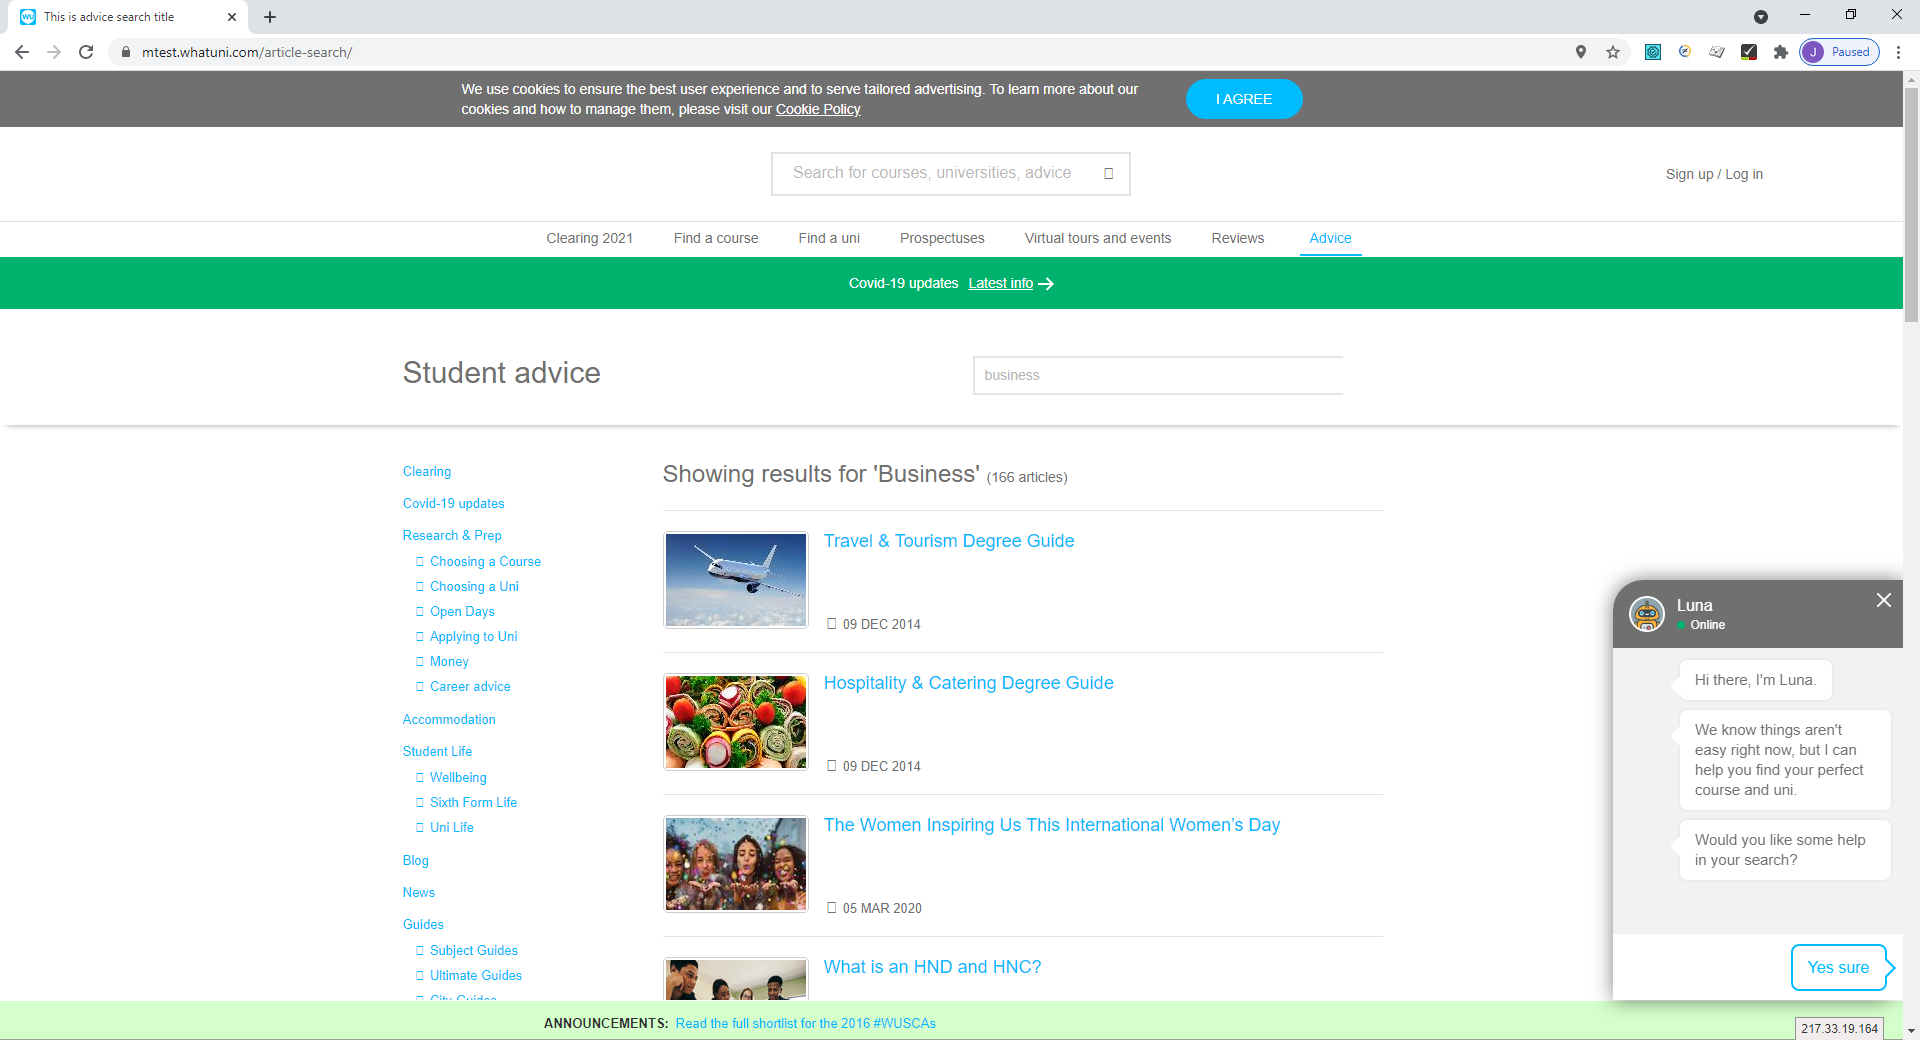 This is advice search title
mtest.whatuni.com/article-search/
J Paused
We use cookies to ensure the best user experience and to serve tailored advertising. To learn more about our
cookies and how to manage them, please visit our Cookie Policy
I AGREE
Search for courses, universities, advice
Sign up / Log in
Clearing 2021
Find a course
Find a uni
Prospectuses
Virtual tours and events
Reviews
Advice
Covid-19 updates Latest info
Student advice
business
Clearing
Covid-19 updates
Research & Prep
Choosing a Course
Choosing a Uni
Open Days
Applying to Uni
Money
Career advice
Accommodation
Student Life
Wellbeing
Sixth Form Life
Uni Life
Blog
News
Guides
Subject Guides
Ultimate Guides
City Guides
Showing results for 'Business' (166 articles)
Travel & Tourism Degree Guide
09 DEC 2014
Hospitality & Catering Degree Guide
09 DEC 2014
The Women Inspiring Us This International Women's Day
05 MAR 2020
What is an HND and HNC?
Luna
Online
Hi there, I'm Luna.
We know things aren't
easy right now, but I can
help you find your perfect
course and uni.
Would you like some help
in your search?
Yes sure
ANNOUNCEMENTS: Read the full shortlist for the 2016 #WUSCAs
217.33.19.164